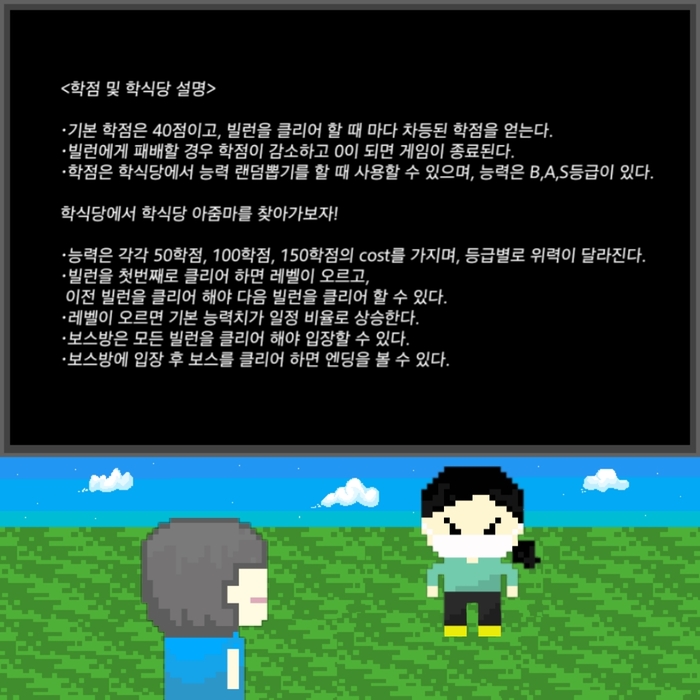 <학점 및 학식당 설명>
·기본 학점은 40점이고, 빌런을 클리어 할 때 마다 차등된 학점을 얻는다.
·빌런에게 패배할 경우 학점이 감소하고 0이 되면 게임이 종료된다.
·학점은 학식당에서 능력 랜덤뽑기를 할 때 사용할 수 있으며, 능력은 B,A,S등급이 있다.
학식당에서 학식당 아줌마를 찾아가보자!
·능력은 각각 50학점, 100학점, 150학점의 cost를 가지며, 등급별로 위력이 달라진다.
·빌런을 첫번째로 클리어 하면 레벨이 오르고,
이전 빌런을 클리어 해야 다음 빌런을 클리어 할 수 있다.
·레벨이 오르면 기본 능력치가 일정 비율로 상승한다.
·보스방은 모든 빌런을 클리어 해야 입장할 수 있다.
·보스방에 입장 후 보스를 클리어 하면 엔딩을 볼 수 있다.